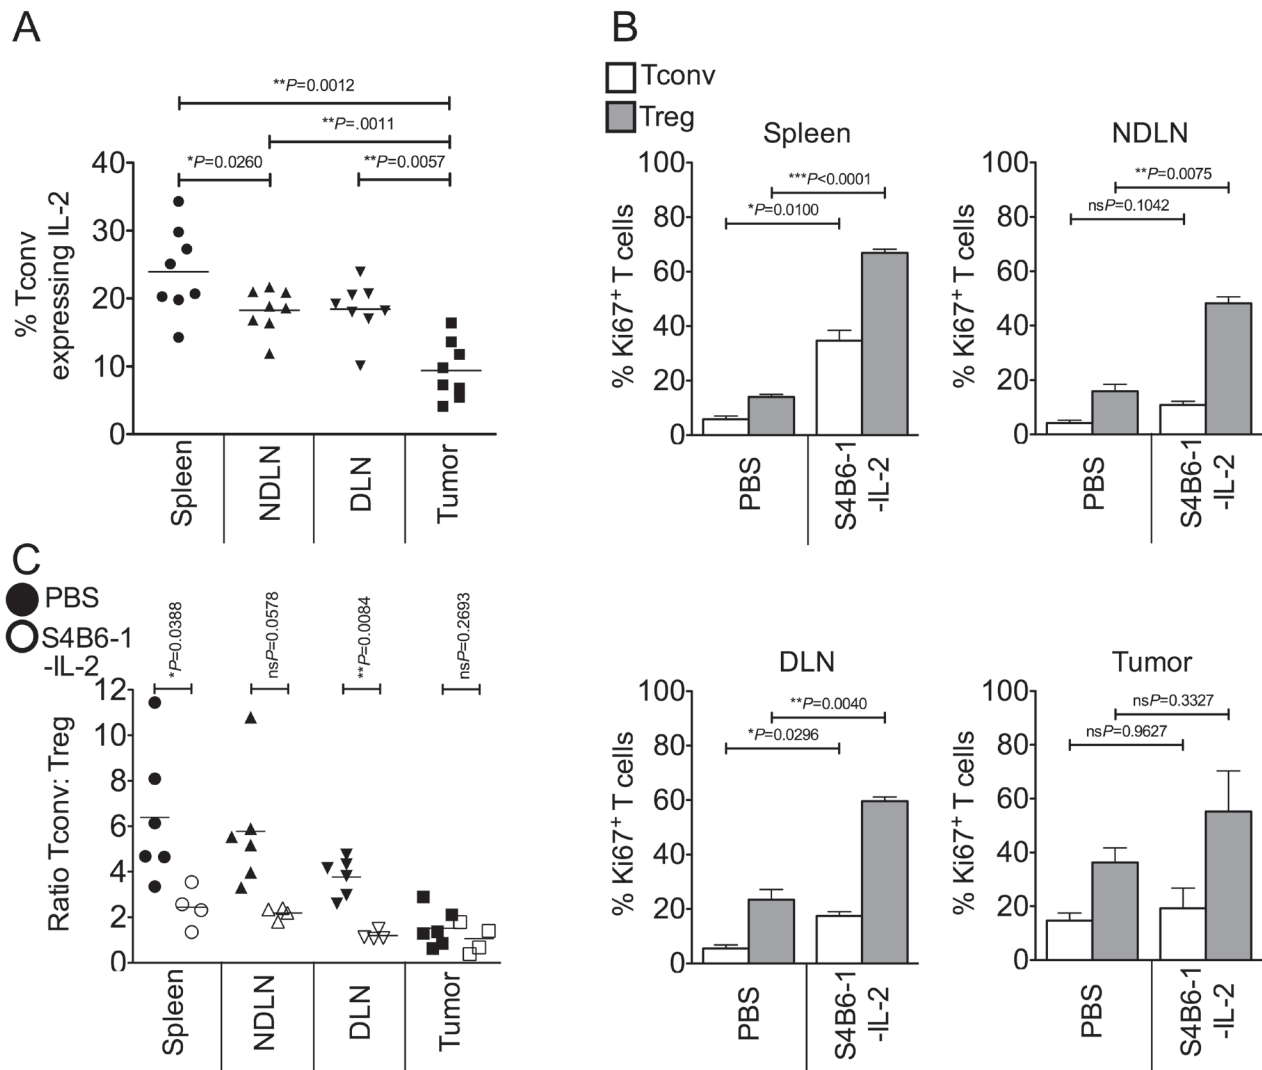 A
**P=0.0012
**P=.0011
*P=0.0260
**P=0.0057
40
30
20
10
0
% Tconv
expressing IL-2
Spleen
NDLN
DLN
Tumor
B
Tconv
Treg
Spleen
***P<0.0001
*P=0.0100
100
80
60
40
20
0
% Ki67+ T cells
PBS
S4B6-1
-IL-2
NDLN
**P=0.0075
nsP=0.1042
100
80
60
40
20
0
% Ki67+ T cells
PBS
S4B6-1
-IL-2
C
PBS
S4B6-1
-IL-2
*P=0.0388
nsP=0.0578
**P=0.0084
nsP=0.2693
12
10
8
6
4
2
0
Ratio Tconv: Treg
Spleen
NDLN
DLN
Tumor
DLN
**P=0.0040
*P=0.0296
100
80
60
40
20
0
% Ki67+ T cells
PBS
S4B6-1
-IL-2
Tumor
nsP=0.3327
nsP=0.9627
100
80
60
40
20
0
% Ki67+ T cells
PBS
S4B6-1
-IL-2